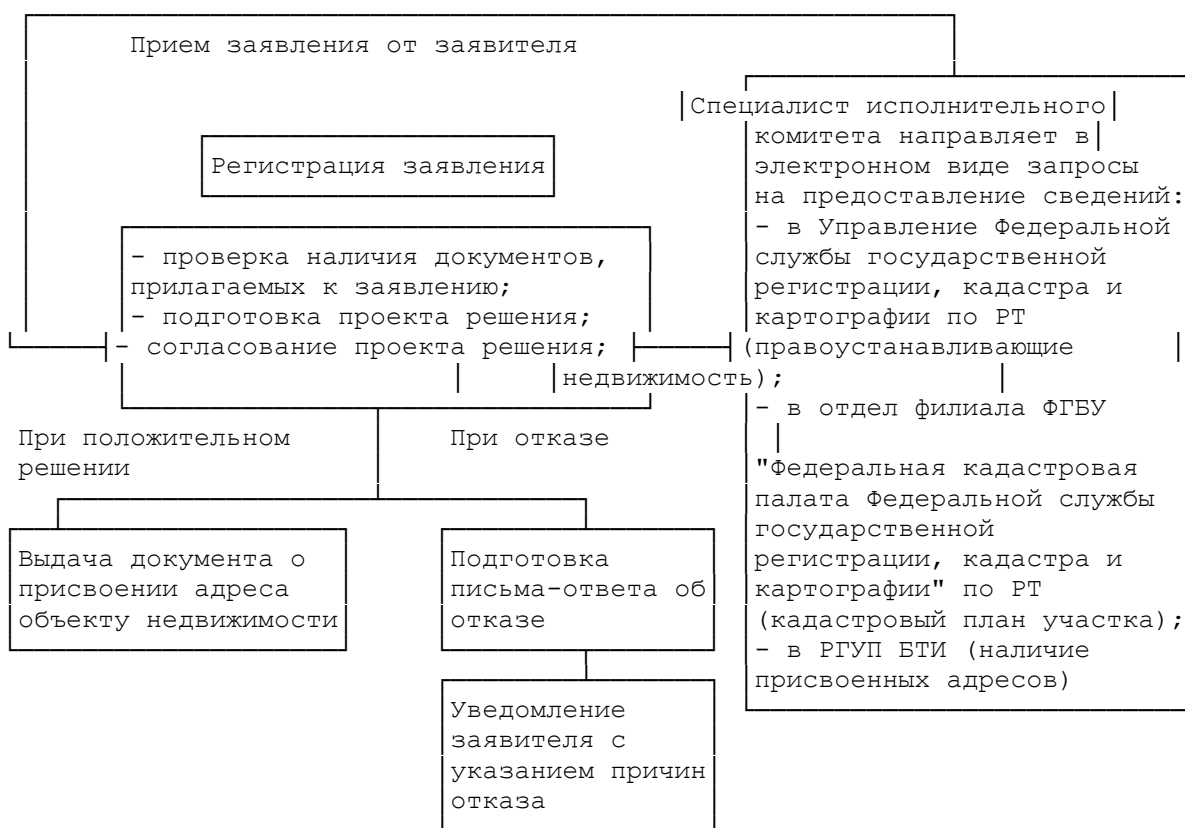 Прием заявления от заявителя
Регистрация заявления
- проверка наличия документов,
прилагаемых к заявлению;
- подготовка проекта решения;
- согласование проекта решения;
Специалист исполнительного
комитета направляет в
электронном виде запросы
на предоставление сведений:
- в Управление Федеральной
службы государственной
регистрации, кадастра и
картографии по РТ
(правоустанавливающие
недвижимость);
- в отдел филиала ФГБУ
"Федеральная кадастровая
палата Федеральной службы
государственной
регистрации, кадастра и
картографии" по РТ
(кадастровый план участка);
- в РГУП БТИ (наличие
присвоенных адресов)
При положительном
решении
При отказе
Выдача документа о
присвоении адреса
объекту недвижимости
Подготовка
письма-ответа об
отказе
Уведомление
заявителя с
указанием причин
отказа